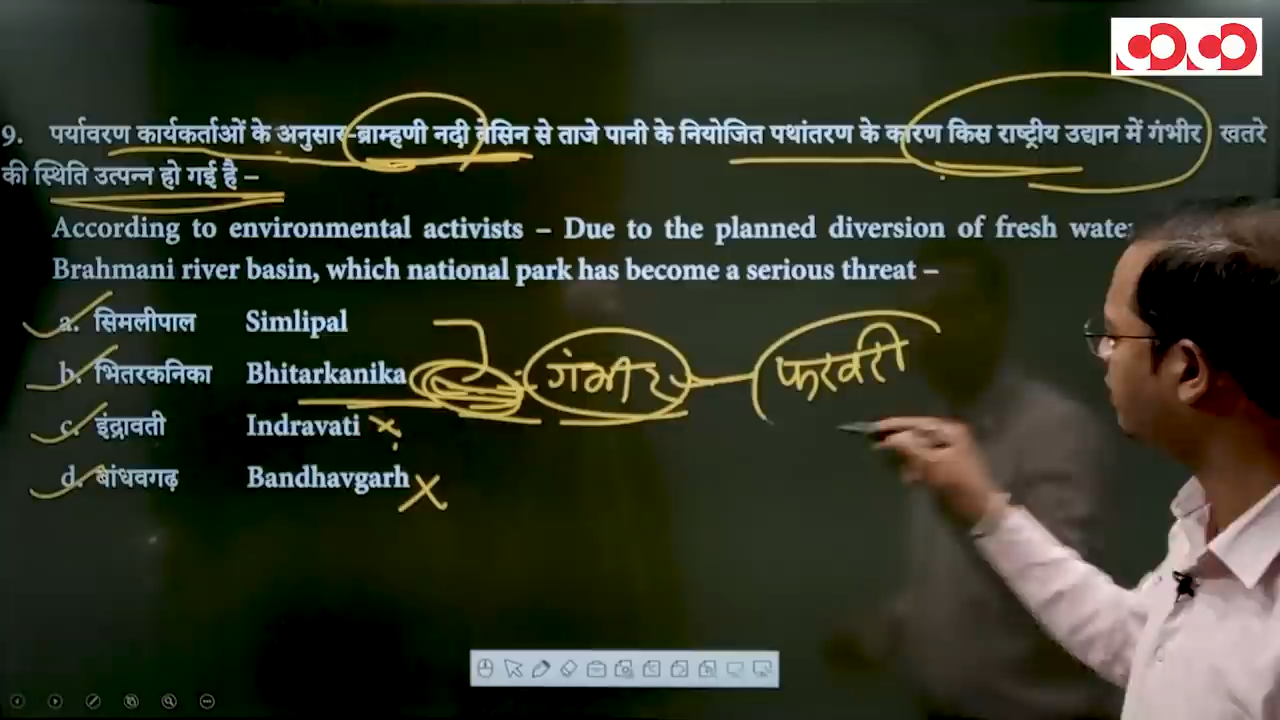 9. पर्यावरण कार्यकर्ताओं के अनुसार-ब्राम्हणी नदी बेसिन से ताजे पानी के नियोजित पथांतरण के कारण किस राष्ट्रीय उद्यान में गंभीर खतरे
की स्थिति उत्पन्न हो गई है –
According to environmental activists – Due to the planned diversion of fresh
Brahmani river basin, which national park has become a serious threat –
a. सिमलीपाल Simlipal
b. भितरकनिका Bhitarkanika गंभीर फरवरी
c. इंद्रावती Indravati
d. बांधवगढ़ Bandhavgarh